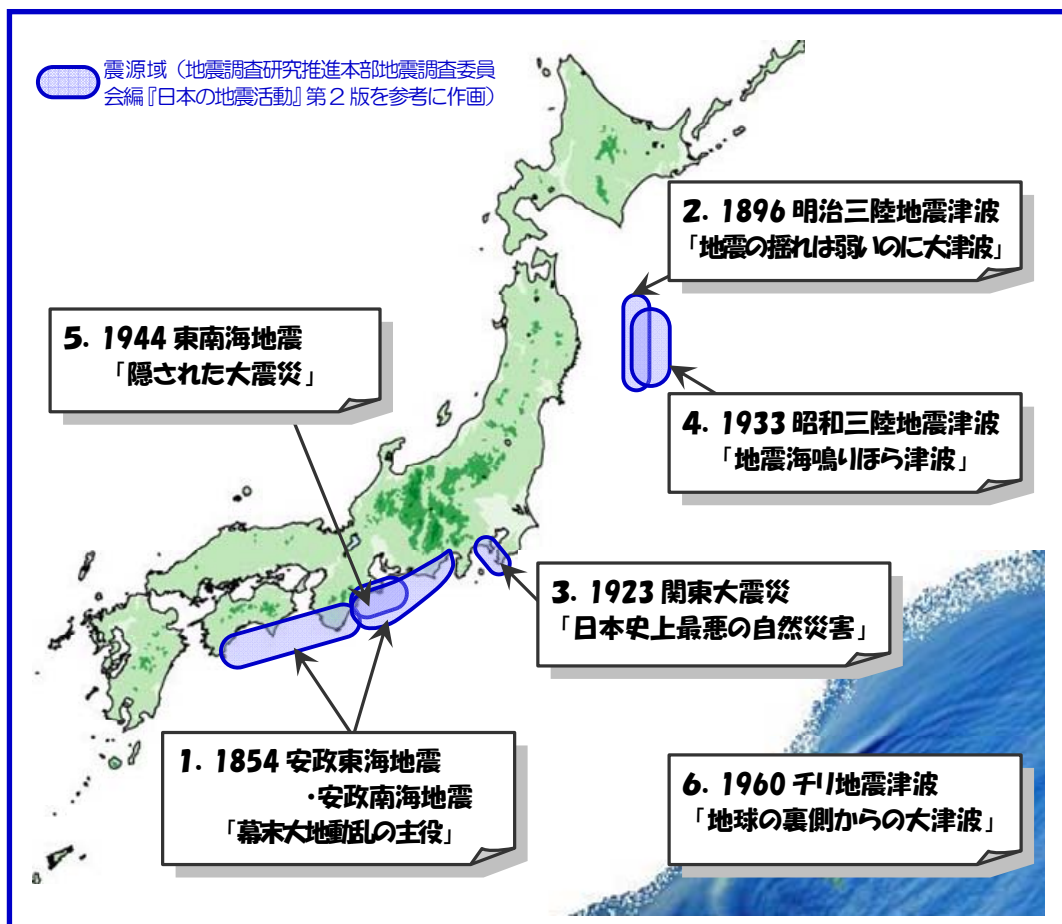 震源域（地震調査研究推進本部地震調査委員
会編『日本の地震活動』第２版を参考に作画）
2. 1896 明治三陸地震津波
「地震の揺れは弱いのに大津波」
5. 1944 東南海地震
「隠された大震災」
4. 1933 昭和三陸地震津波
「地震海鳴りほら津波」
3. 1923 関東大震災
「日本史上最悪の自然災害」
1. 1854 安政東海地震
・安政南海地震
「幕末大地動乱の主役」
6. 1960 チリ地震津波
「地球の裏側からの大津波」